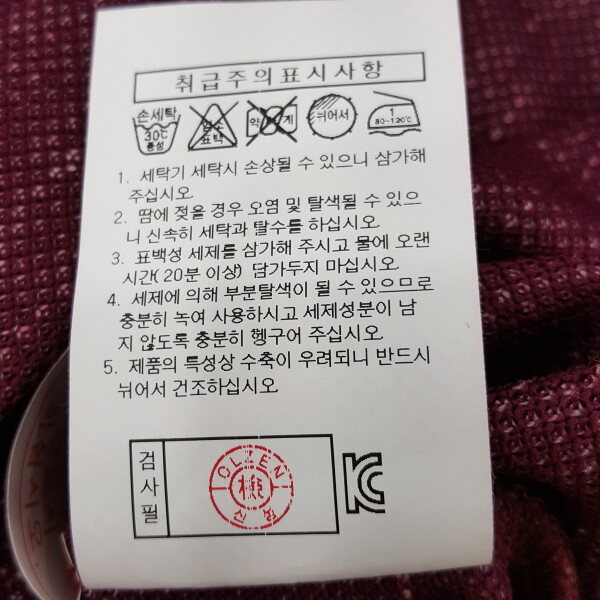 취급주의표시사항
손세탁
30℃
중성
염소
표백
약하게
뉘어서
1
80~120℃
1. 세탁기 세탁시 손상될 수 있으니 삼가해
주십시오.
2. 땀에 젖을 경우 오염 및 탈색될 수 있으
니 신속히 세탁과 탈수를 하십시오.
3. 표백성 세제를 삼가해 주시고 물에 오랜
시간(20분 이상) 담가두지 마십시오.
4. 세제에 의해 부분탈색이 될 수 있으므로
충분히 녹여 사용하시고 세제성분이 남
지 않도록 충분히 헹구어 주십시오.
5. 제품의 특성상 수축이 우려되니 반드시
뉘어서 건조하십시오.
검사필
OLZEN
KC